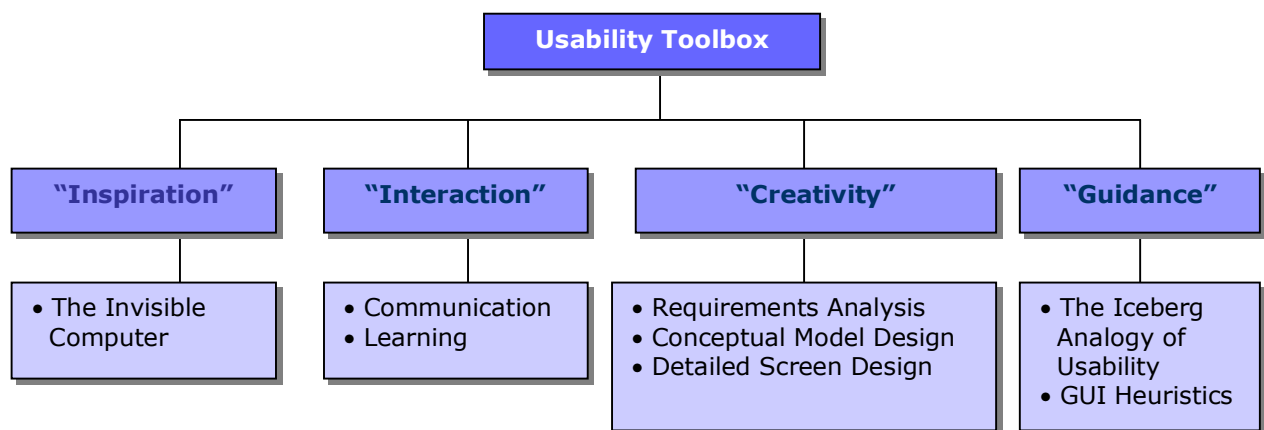 Usability Toolbox
“Inspiration”
“Interaction”
“Creativity”
“Guidance”
• The Invisible
Computer
• Communication
• Learning
• Requirements Analysis
• Conceptual Model Design
• Detailed Screen Design
• The Iceberg
Analogy of
Usability
• GUI Heuristics